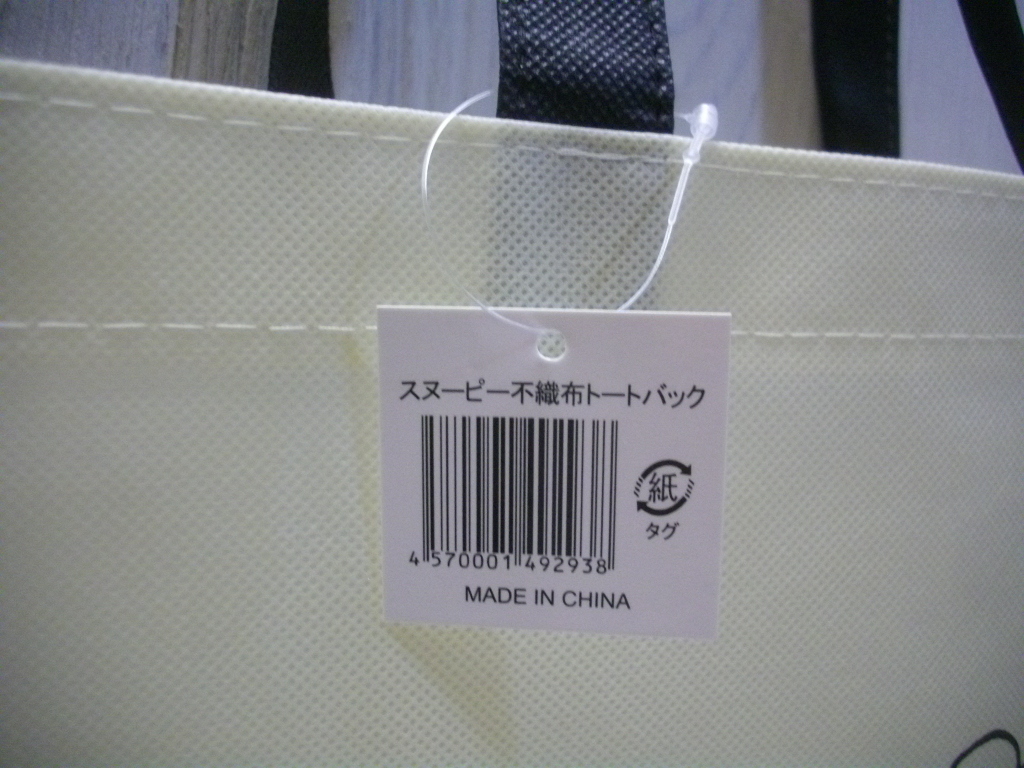 スヌーピー不織布トートバック
紙
タグ
4 570001 492938
MADE IN CHINA